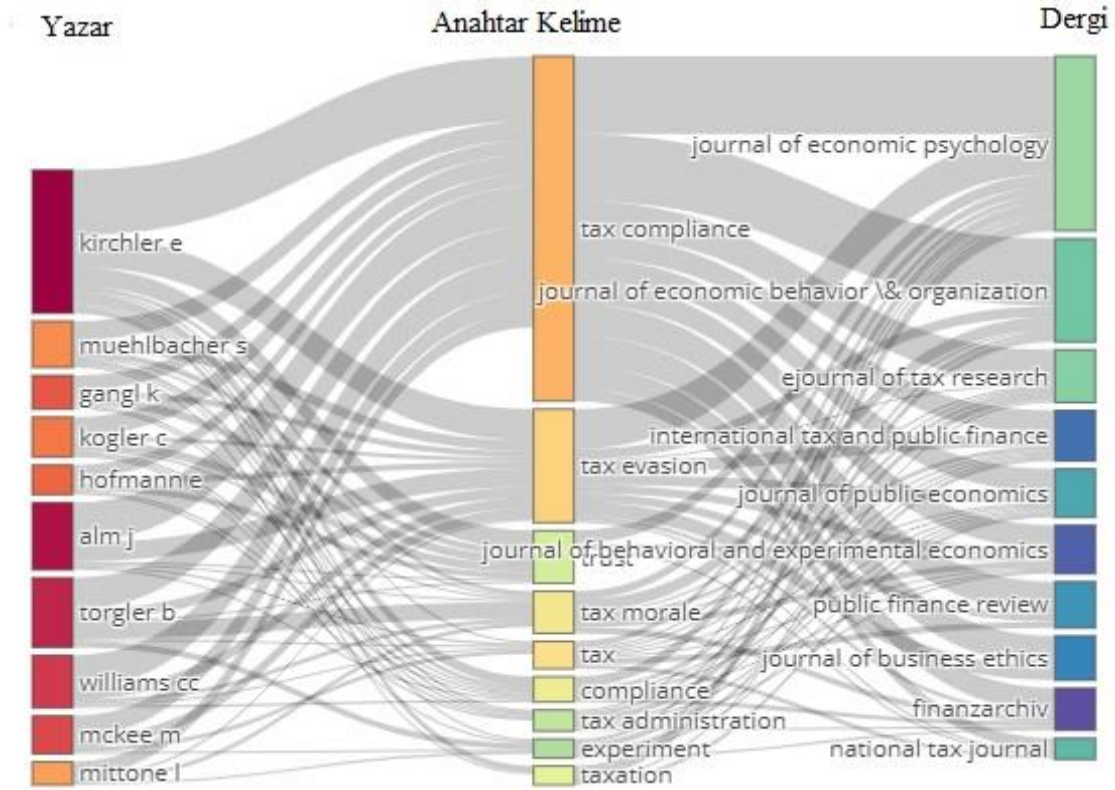 Yazar
Anahtar Kelime
Dergi
kirchler e
muehlbacher s
gangl k
kogler c
hofmann e
alm j
torgler b
williams cc
mckee m
mittone l
tax compliance
tax evasion
trust
tax morale
tax
compliance
tax administration
experiment
taxation
journal of economic psychology
journal of economic behavior \& organization
ejournal of tax research
international tax and public finance
journal of public economics
journal of behavioral and experimental economics
public finance review
journal of business ethics
finanzarchiv
national tax journal